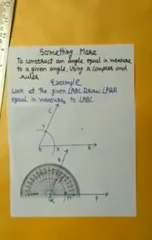 Something More
To construct an angle equal in measure
to a given angle, using a compass and
ruler
Example
Look at the given ∠ABC Draw ∠PQR
equal in measure to ∠ABC